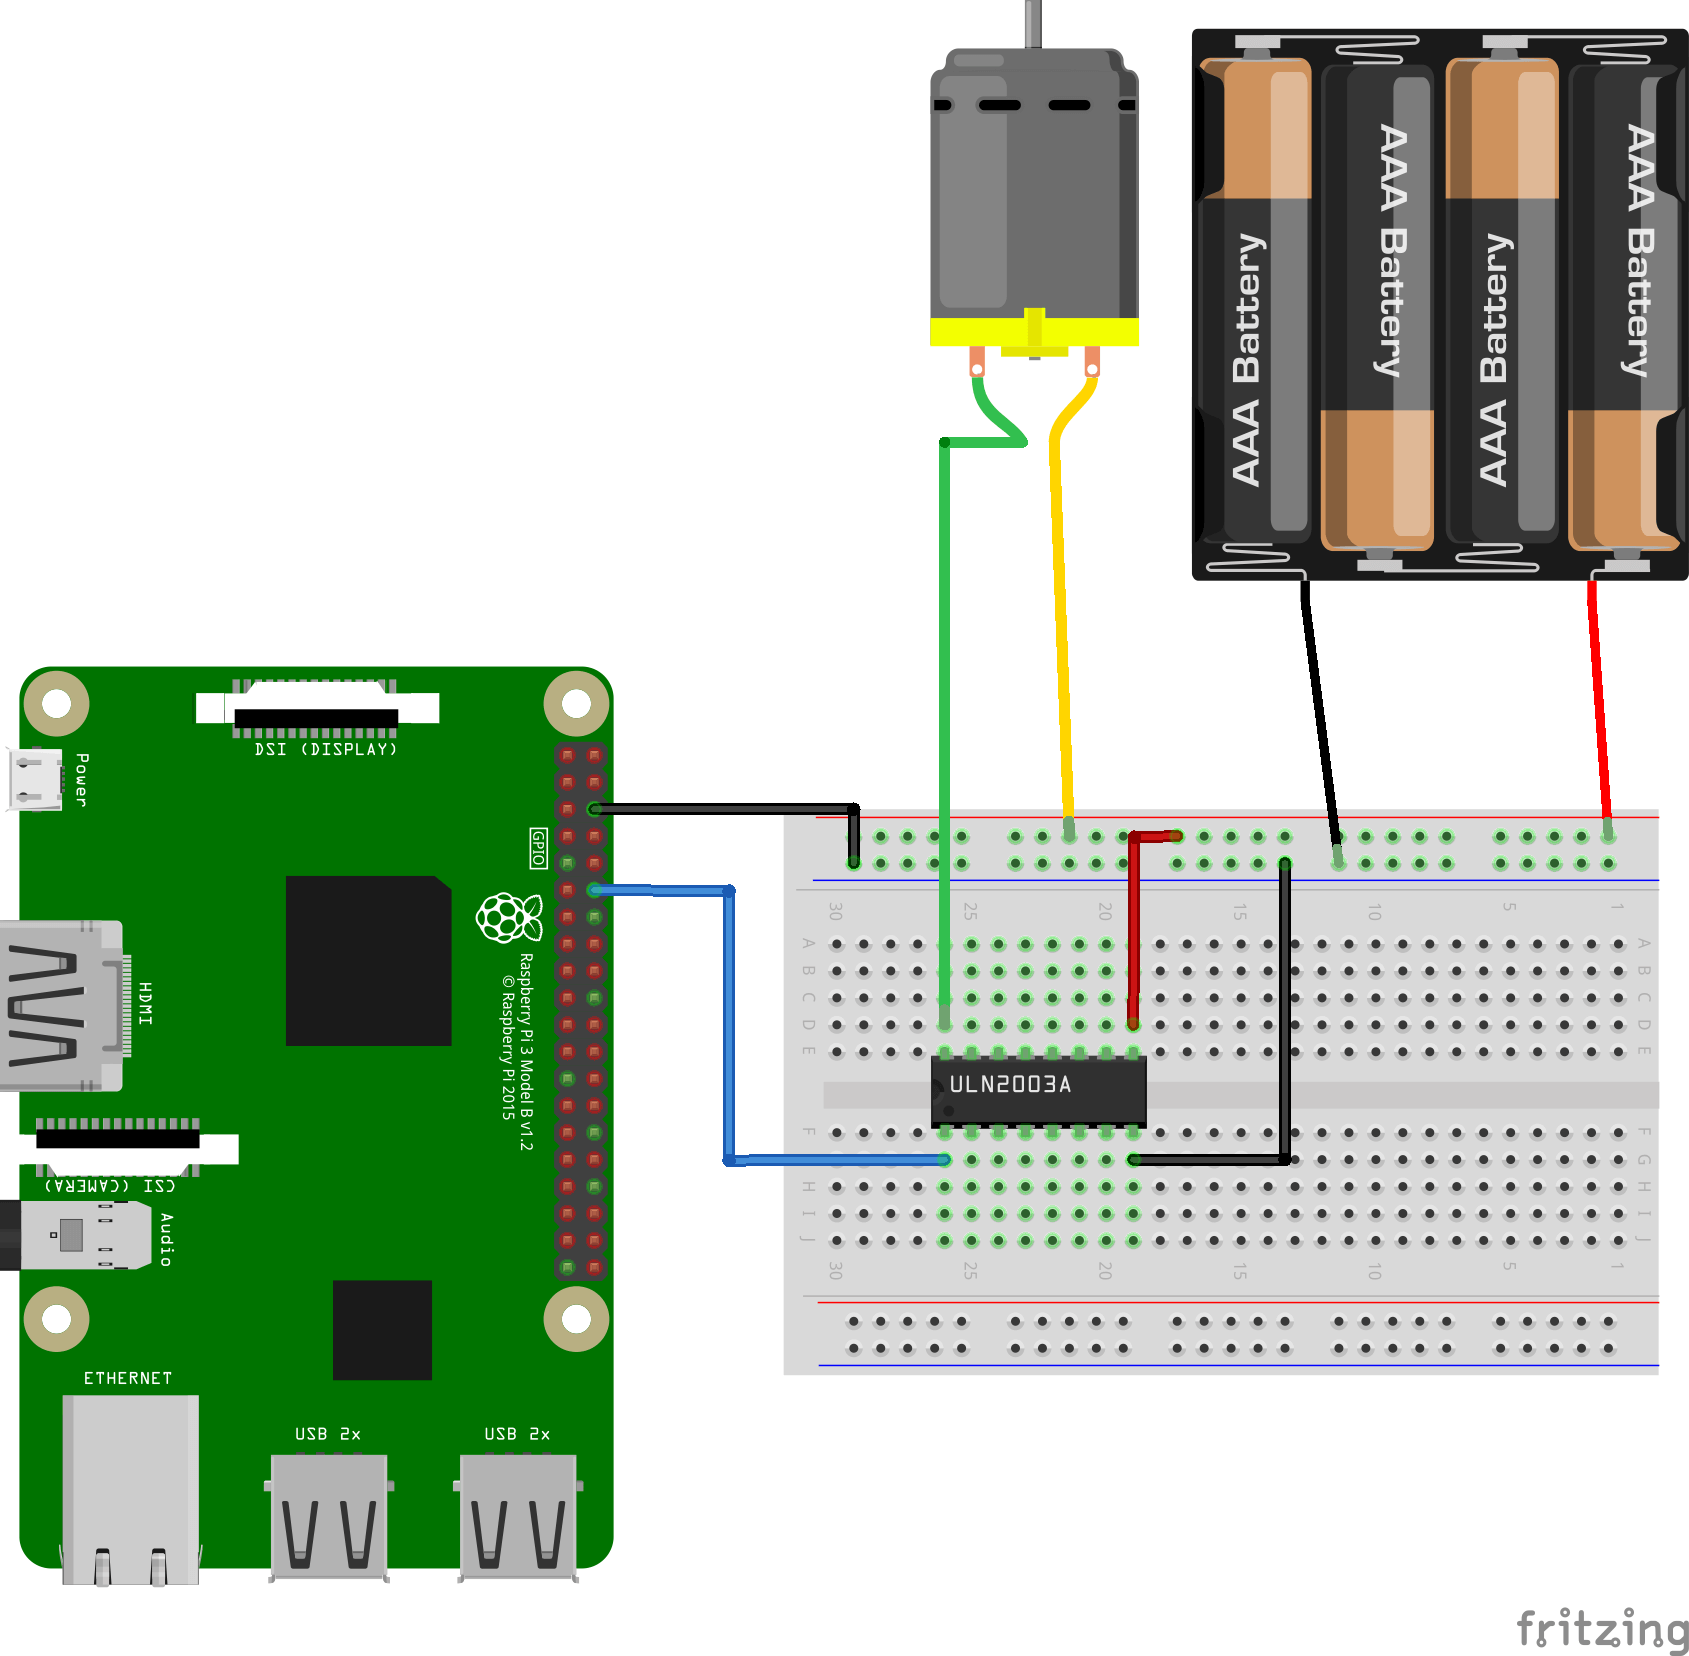 AAA Battery
AAA Battery
AAA Battery
AAA Battery
DSI (DISPLAY)
Power
GPIO
HDMI
Raspberry Pi 3 Model B v1.2
© Raspberry Pi 2015
CSI (CAMERA)
Audio
ETHERNET
USB 2x
USB 2x
30 25 20 15 10 5 1
A A
B B
C C
D D
E E
ULN2003A
F F
G G
H H
I I
J J
30 25 20 15 10 5 1
fritzing